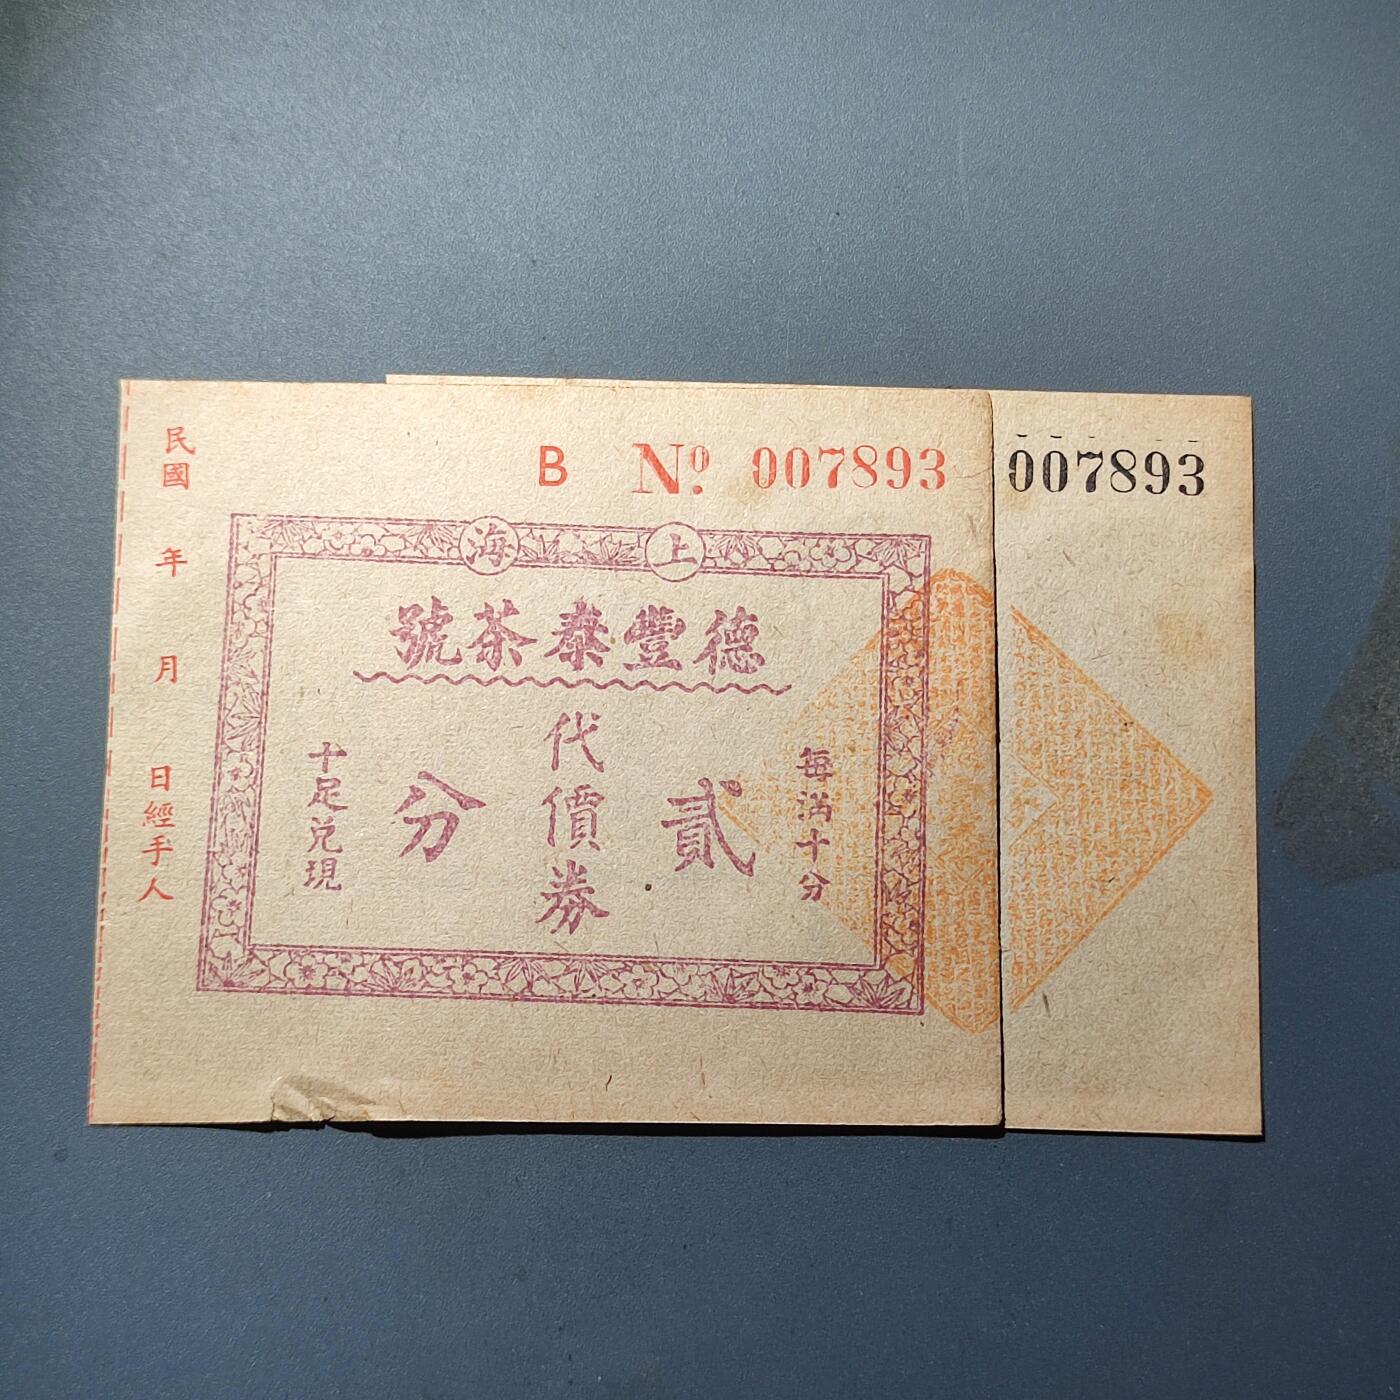 B No. 007893
007893
上海
德豐泰茶號
每滿十分
貳分
代價券
十足兑現
民國 年 月 日經手人